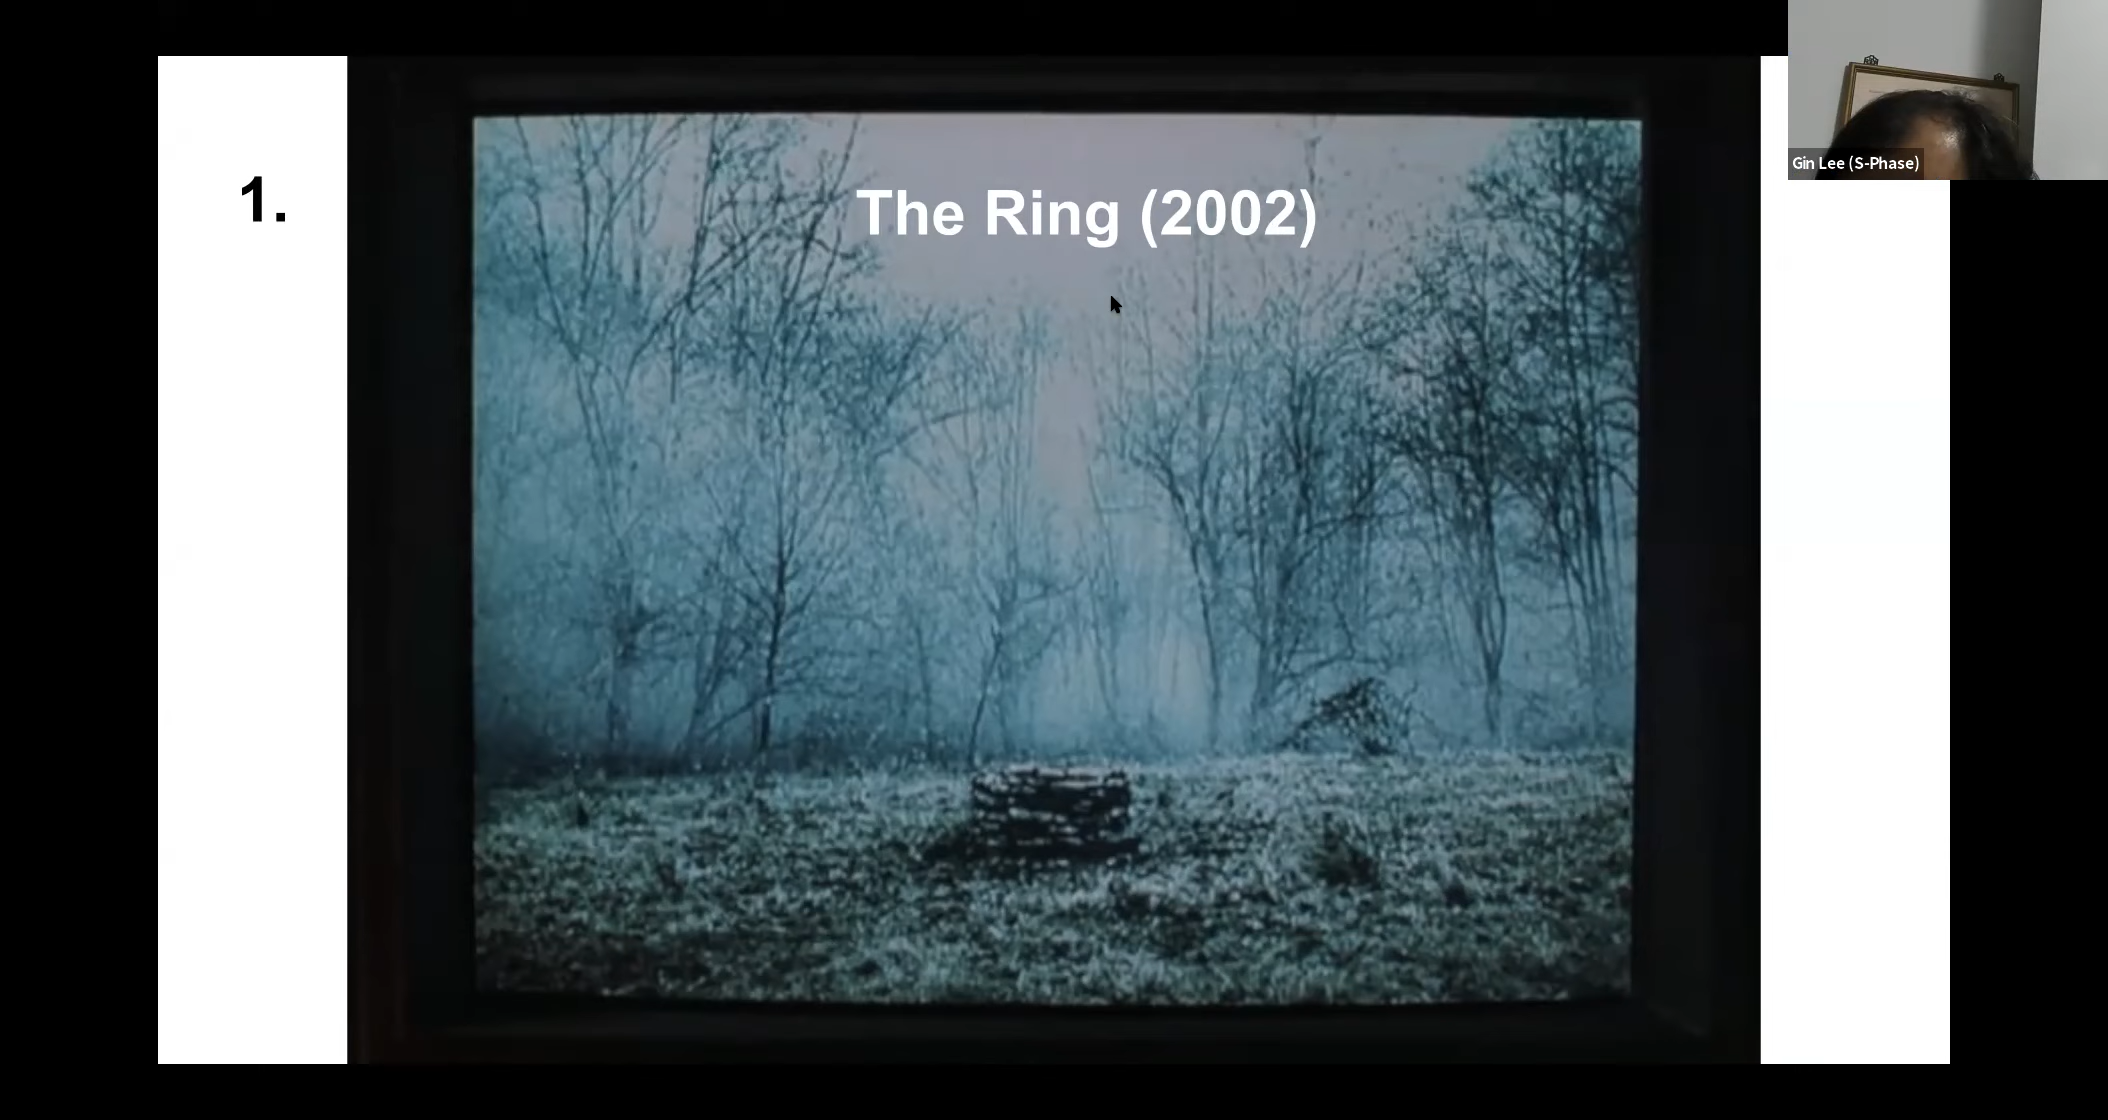 1.
The Ring (2002)
Gin Lee (S-Phase)